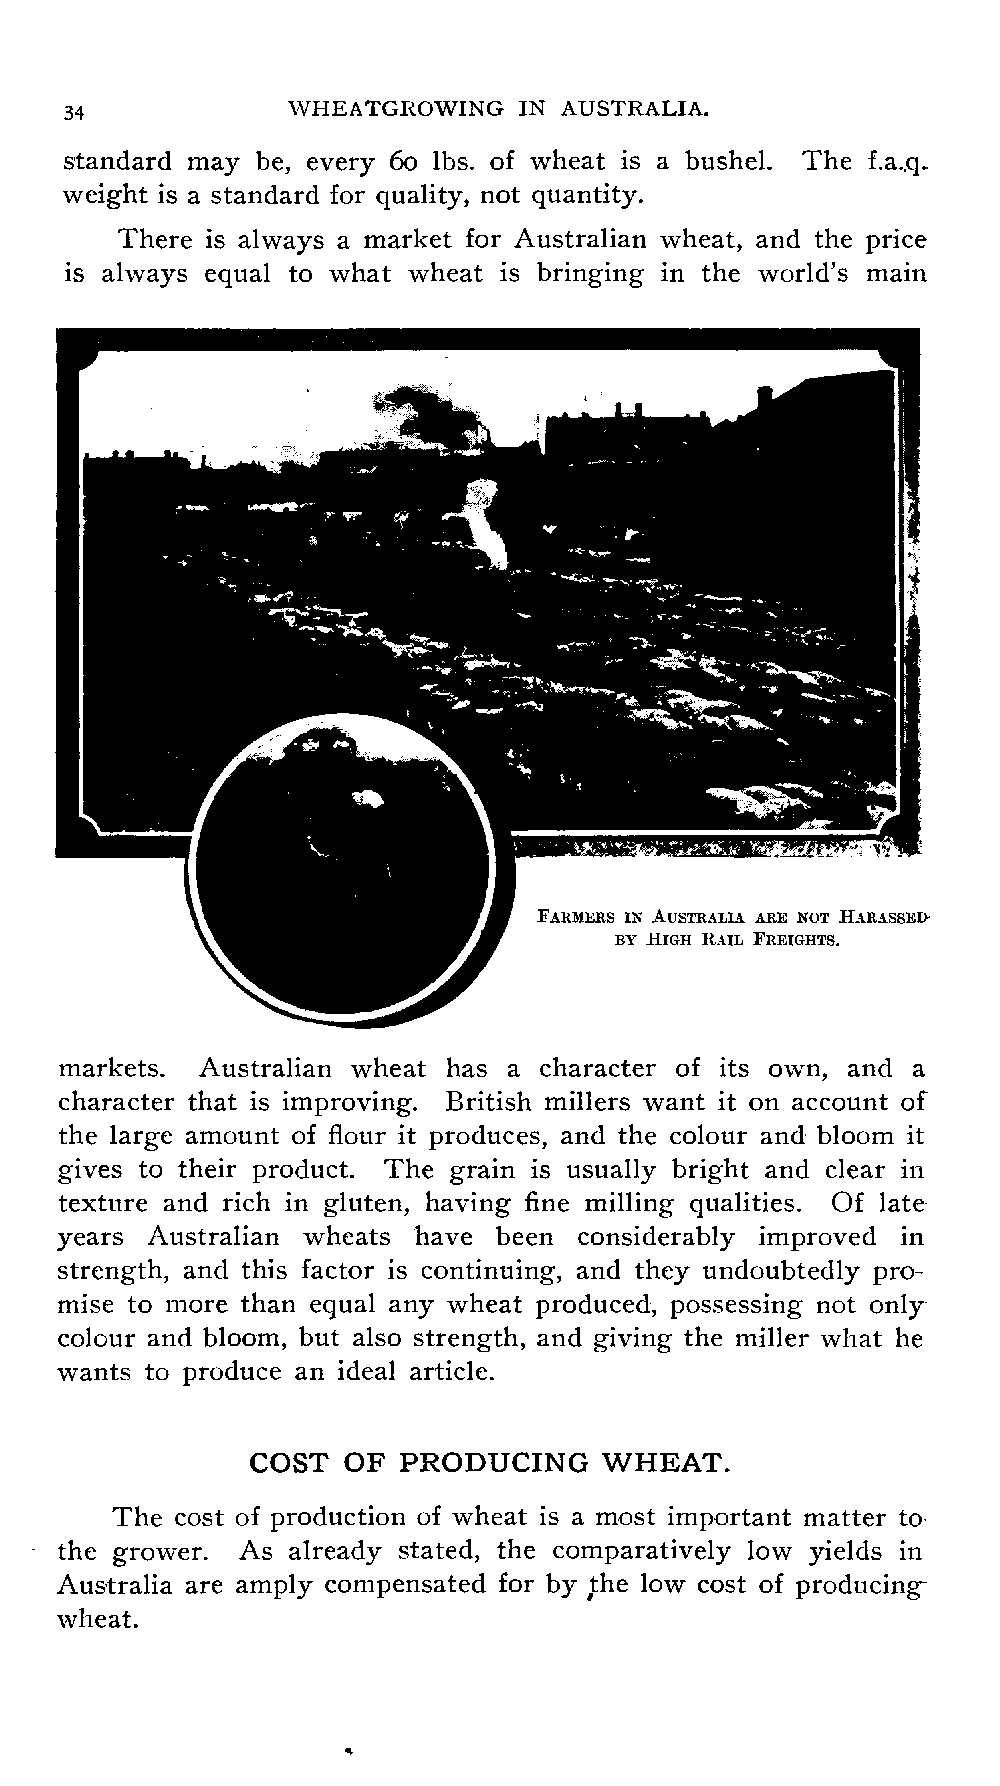 34 WHEATGROWING IN AUSTRALIA.
standard may be, every 60 lbs. of wheat is a bushel. The f.a.q.
weight is a standard for quality, not quantity.
There is always a market for Australian wheat, and the price
is always equal to what wheat is bringing in the world's main
FARMERS IN AUSTRALIA ARE NOT HARASSED
BY HIGH RAIL FREIGHTS.
markets. Australian wheat has a character of its own, and a
character that is improving. British millers want it on account of
the large amount of flour it produces, and the colour and bloom it
gives to their product. The grain is usually bright and clear in
texture and rich in gluten, having fine milling qualities. Of late
years Australian wheats have been considerably improved in
strength, and this factor is continuing, and they undoubtedly pro-
mise to more than equal any wheat produced, possessing not only
colour and bloom, but also strength, and giving the miller what he
wants to produce an ideal article.
COST OF PRODUCING WHEAT.
The cost of production of wheat is a most important matter to
the grower. As already stated, the comparatively low yields in
Australia are amply compensated for by the low cost of producing
wheat.